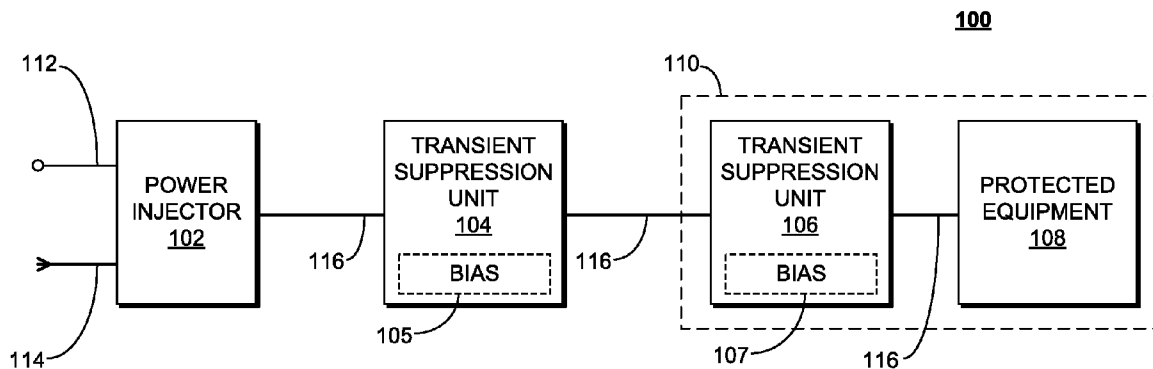 100
112
110
POWER
INJECTOR
102
TRANSIENT
SUPPRESSION
UNIT
104
BIAS
TRANSIENT
SUPPRESSION
UNIT
106
BIAS
PROTECTED
EQUIPMENT
108
116
116
114
105
107
116